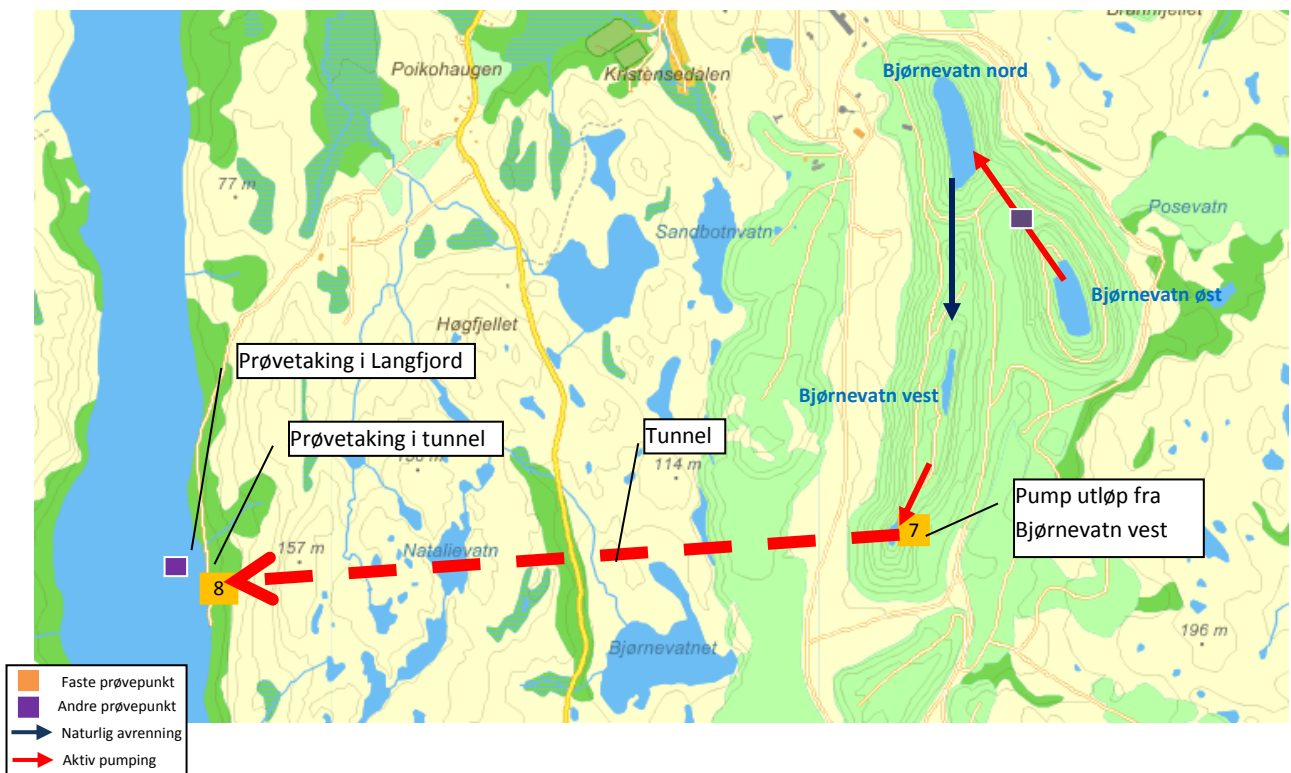 Brannfjellet
Poikohaugen
Kristensedalen
Bjørnevatn nord
77 m
Posevatn
Sandbotnvatn
Bjørnevatn øst
Høgfjellet
Prøvetaking i Langfjord
Bjørnevatn vest
Prøvetaking i tunnel
Tunnel
114 m
Pump utløp fra
Bjørnevatn vest
7
157 m
Natalievatn
8
Bjørnevatnet
196 m
Faste prøvepunkt
Andre prøvepunkt
Naturlig avrenning
Aktiv pumping